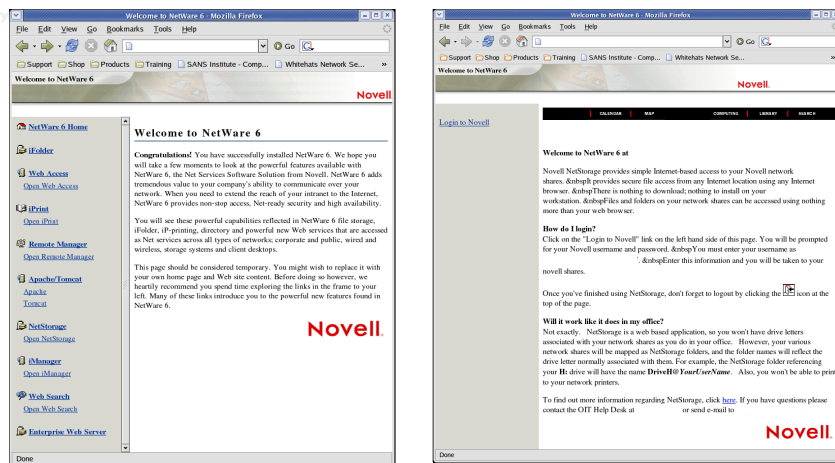 Welcome to NetWare 6 - Mozilla Firefox
File Edit View Go Bookmarks Tools Help
Go
Support Shop Products Training SANS Institute - Comp... Whitehats Network Se... »
Welcome to NetWare 6
Novell
NetWare 6 Home
iFolder
Web Access
Open Web Access
iPrint
Open iPrint
Remote Manager
Open Remote Manager
Apache/Tomcat
Apache
Tomcat
NetStorage
Open NetStorage
iManager
Open iManager
Web Search
Open Web Search
Enterprise Web Server
Welcome to NetWare 6
Congratulations! You have successfully installed NetWare 6. We hope you
will take a few moments to look at the powerful features available with
NetWare 6, the Net Services Software Solution from Novell. NetWare 6 adds
tremendous value to your company's ability to communicate over your
network. When you need to extend the reach of your intranet to the Internet,
NetWare 6 provides non-stop access, Net-ready security and high availability.
You will see these powerful capabilities reflected in NetWare 6 file storage,
iFolder, iP-printing, directory and powerful new Web services that are accessed
as Net services across all types of networks; corporate and public, wired and
wireless, storage systems and client desktops.
This page should be considered temporary. You might wish to replace it with
your own home page and Web site content. Before doing so however, we
heartily recommend you spend time exploring the links in the frame to your
left. Many of these links introduce you to the powerful new features found in
NetWare 6.
Novell.
Done
Welcome to NetWare 6 - Mozilla Firefox
File Edit View Go Bookmarks Tools Help
Go
Support Shop Products Training SANS Institute - Comp... Whitehats Network Se... »
Welcome to NetWare 6
Novell.
CALENDAR MAP COMPUTING LIBRARY SEARCH
Login to Novell
Welcome to NetWare 6 at
Novell NetStorage provides simple Internet-based access to your Novell network
shares. &nbspIt provides secure file access from any Internet location using any Internet
browser. &nbspThere is nothing to download; nothing to install on your
workstation. &nbspFiles and folders on your network shares can be accessed using nothing
more than your web browser.
How do I login?
Click on the "Login to Novell" link on the left hand side of this page. You will be prompted
for your Novell username and password. &nbspYou must enter your username as
'. &nbspEnter this information and you will be taken to your
novell shares.
Once you've finished using NetStorage, don't forget to logout by clicking the icon at the
top of the page.
Will it work like it does in my office?
Not exactly. NetStorage is a web based application, so you won't have drive letters
associated with your network shares as you do in your office. However, your various
network shares will be mapped as NetStorage folders, and the folder names will reflect the
drive letter normally associated with them. For example, the NetStorage folder referencing
your H: drive will have the name DriveH@YourUserName. Also, you won't be able to print
to your network printers.
To find out more information regarding NetStorage, click here. If you have questions please
contact the OIT Help Desk at or send e-mail to
Novell.
Done